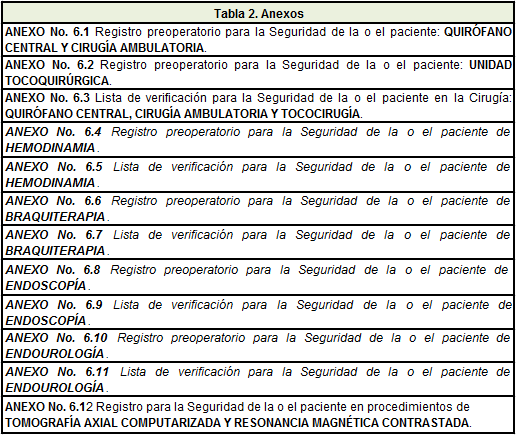 Tabla 2. Anexos
ANEXO No. 6.1 Registro preoperatorio para la Seguridad de la o el paciente: QUIRÓFANO
CENTRAL Y CIRUGÍA AMBULATORIA.
ANEXO No. 6.2 Registro preoperatorio para la Seguridad de la o el paciente: UNIDAD
TOCOQUIRÚRGICA.
ANEXO No. 6.3 Lista de verificación para la Seguridad de la o el paciente en la Cirugía:
QUIRÓFANO CENTRAL, CIRUGÍA AMBULATORIA Y TOCOCIRUGÍA.
ANEXO No. 6.4 Registro preoperatorio para la Seguridad de la o el paciente de
HEMODINAMIA.
ANEXO No. 6.5 Lista de verificación para la Seguridad de la o el paciente de
HEMODINAMIA.
ANEXO No. 6.6 Registro preoperatorio para la Seguridad de la o el paciente de
BRAQUITERAPIA.
ANEXO No. 6.7 Lista de verificación para la Seguridad de la o el paciente de
BRAQUITERAPIA.
ANEXO No. 6.8 Registro preoperatorio para la Seguridad de la o el paciente de
ENDOSCOPÍA.
ANEXO No. 6.9 Lista de verificación para la Seguridad de la o el paciente de
ENDOSCOPÍA.
ANEXO No. 6.10 Registro preoperatorio para la Seguridad de la o el paciente de
ENDOUROLOGÍA.
ANEXO No. 6.11 Lista de verificación para la Seguridad de la o el paciente de
ENDOUROLOGÍA.
ANEXO No. 6.12 Registro para la Seguridad de la o el paciente en procedimientos de
TOMOGRAFÍA AXIAL COMPUTARIZADA Y RESONANCIA MAGNÉTICA CONTRASTADA.